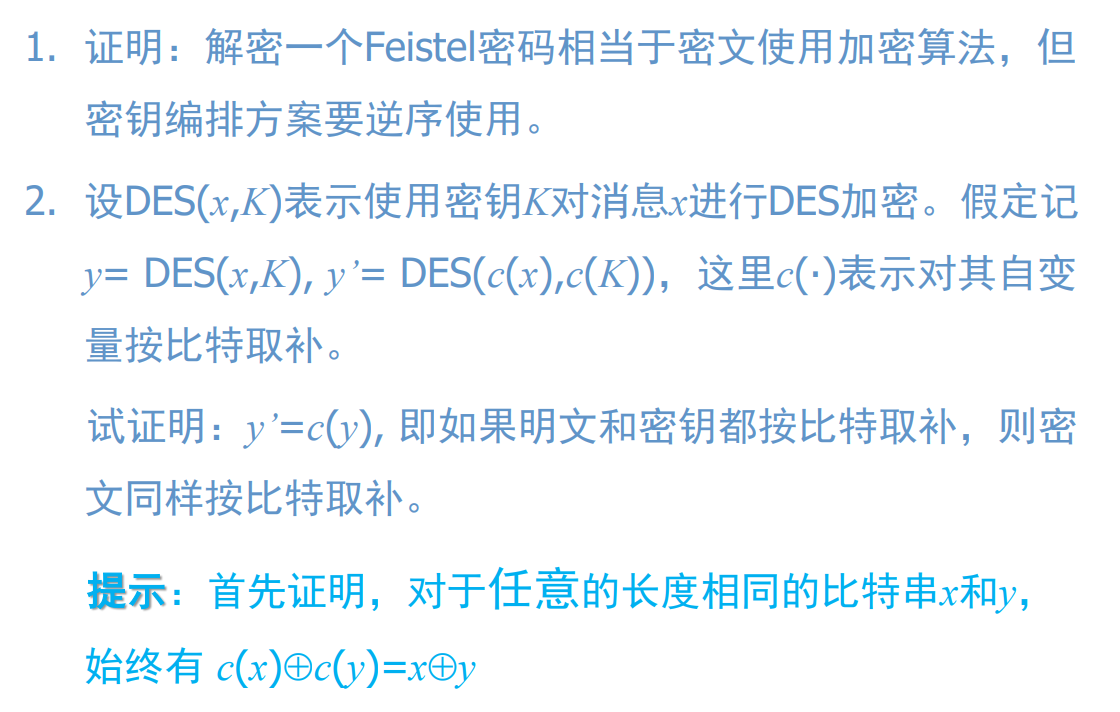 1. 证明：解密一个Feistel密码相当于密文使用加密算法，但
密钥编排方案要逆序使用。
2. 设DES(x,K)表示使用密钥K对消息x进行DES加密。假定记
y= DES(x,K), y’= DES(c(x),c(K))，这里c(·)表示对其自变
量按比特取补。
试证明：y’=c(y), 即如果明文和密钥都按比特取补，则密
文同样按比特取补。
提示：首先证明，对于任意的长度相同的比特串x和y，
始终有 c(x)⊕c(y)=x⊕y